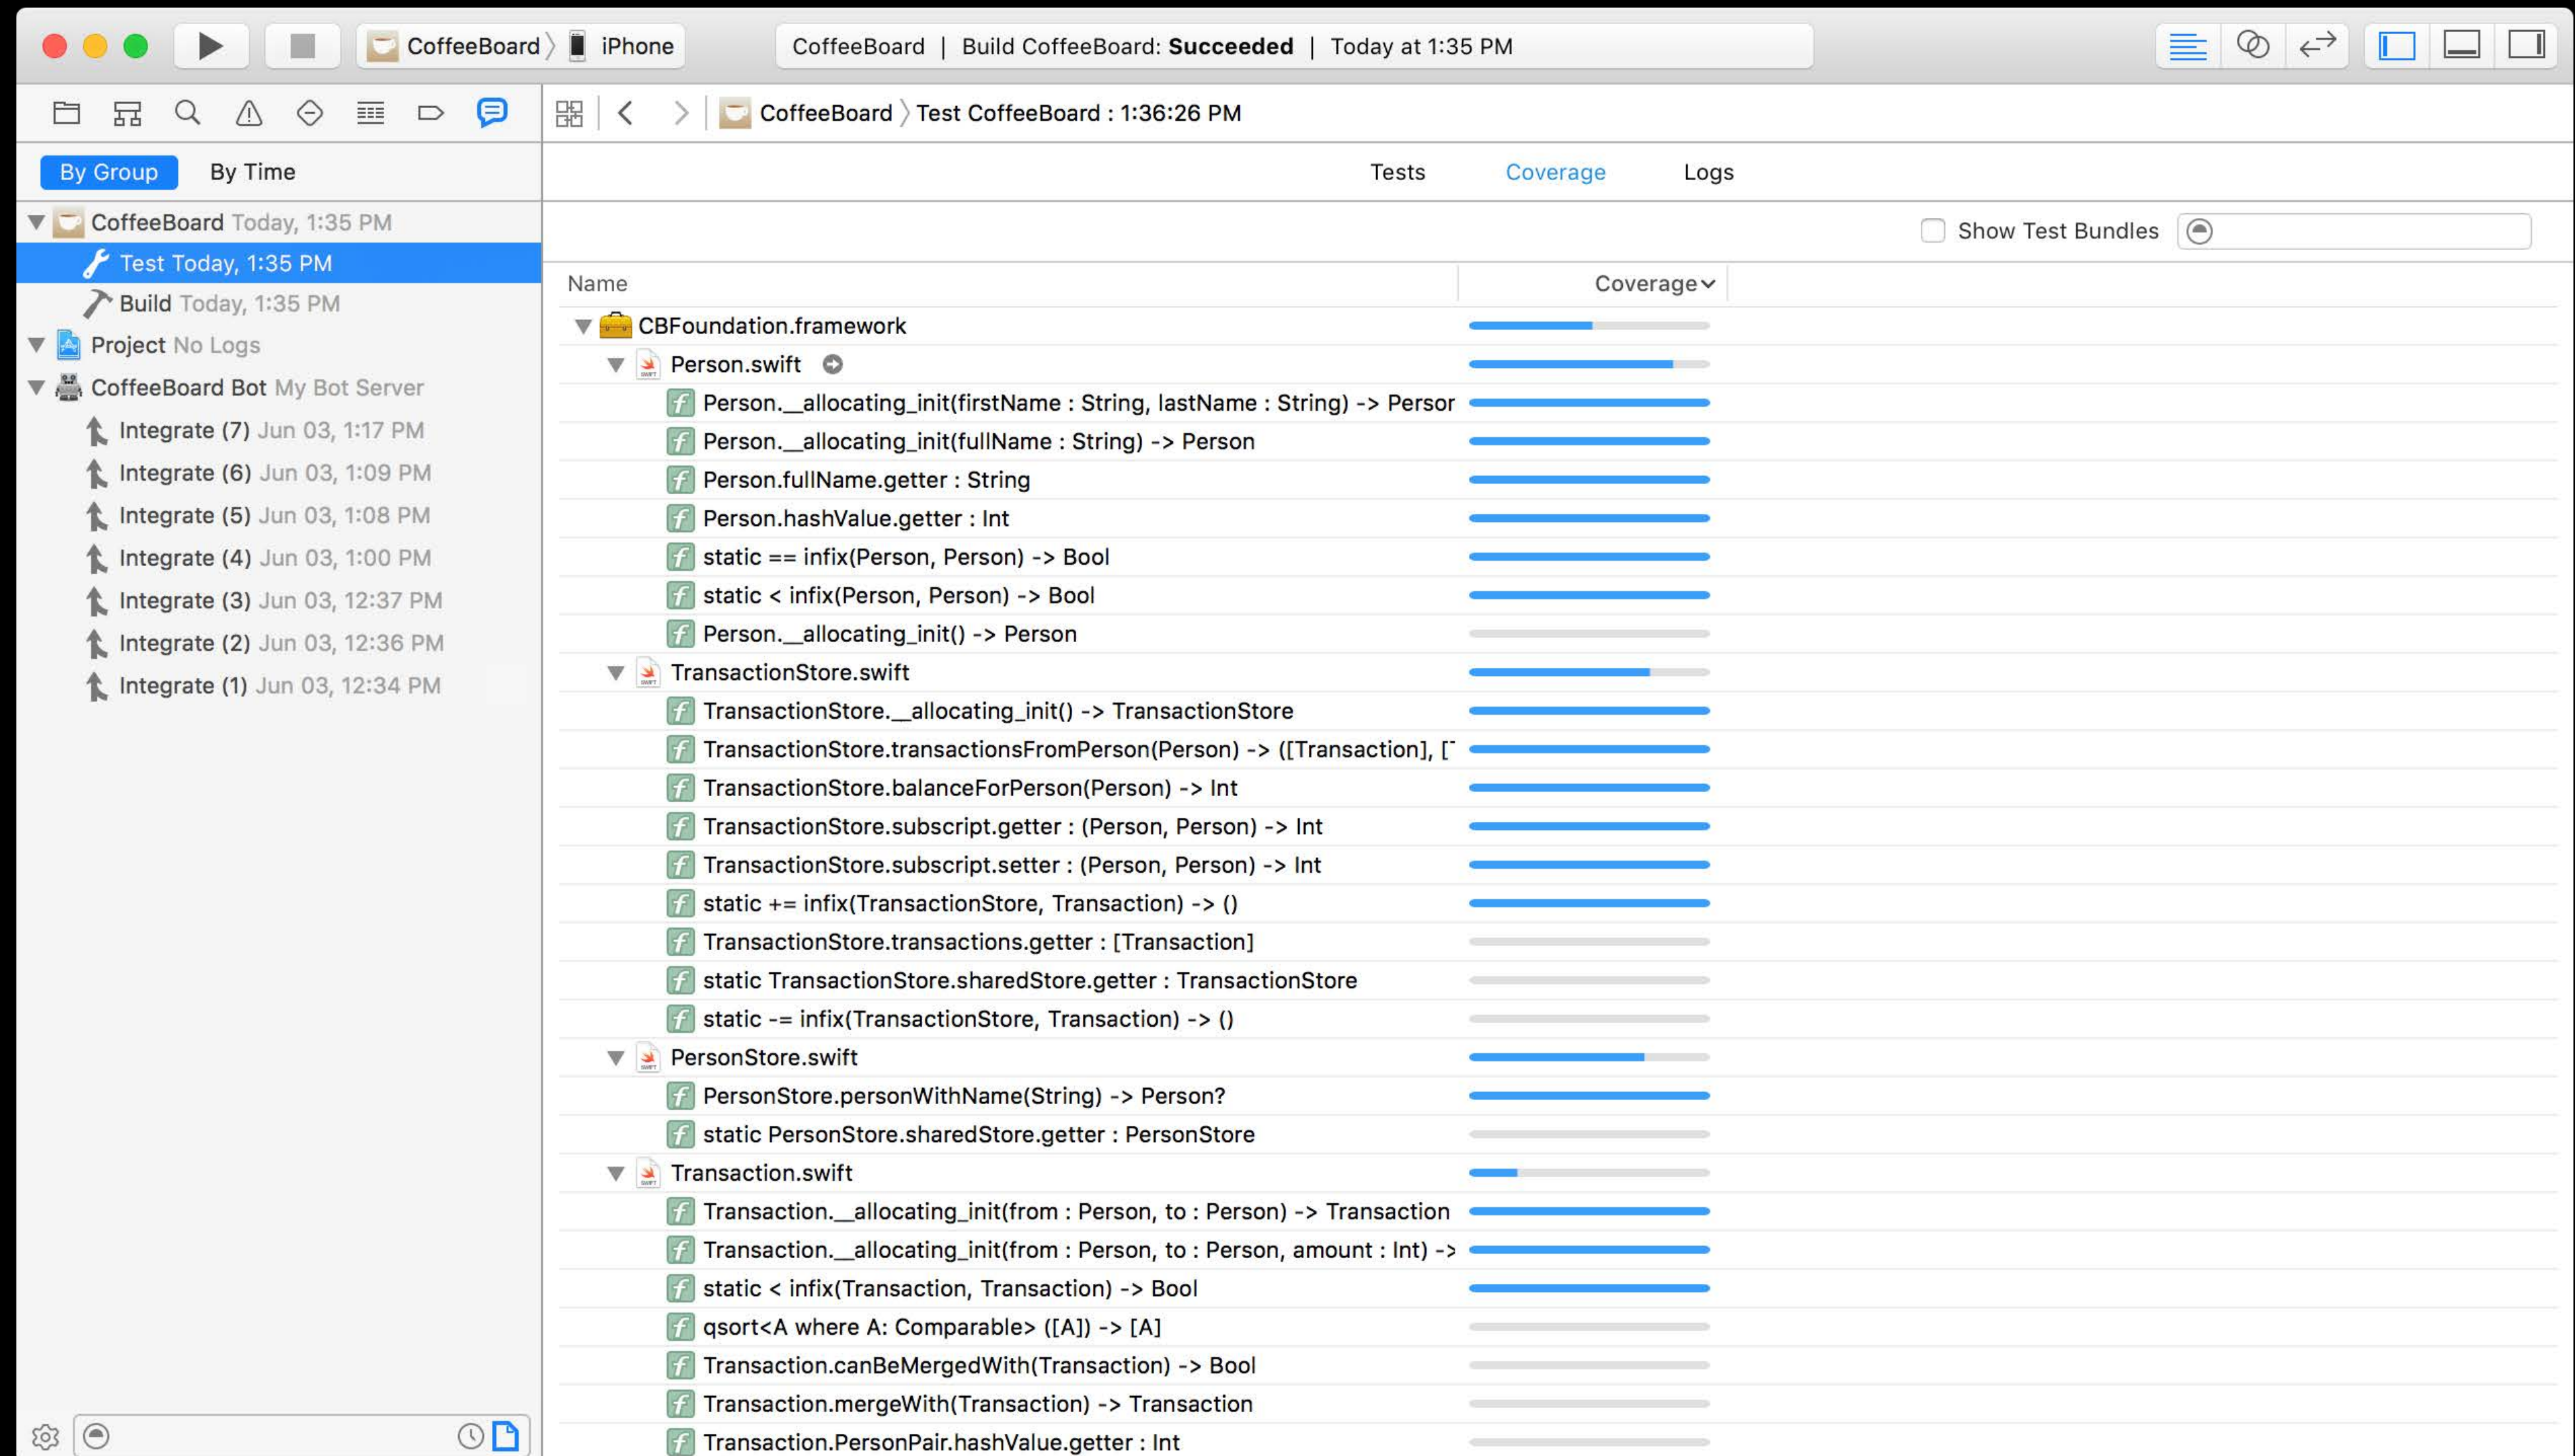 CoffeeBoard iPhone
CoffeeBoard | Build CoffeeBoard: Succeeded | Today at 1:35 PM
CoffeeBoard Test CoffeeBoard : 1:36:26 PM
By Group By Time
Tests Coverage Logs
CoffeeBoard Today, 1:35 PM
Test Today, 1:35 PM
Build Today, 1:35 PM
Project No Logs
CoffeeBoard Bot My Bot Server
Integrate (7) Jun 03, 1:17 PM
Integrate (6) Jun 03, 1:09 PM
Integrate (5) Jun 03, 1:08 PM
Integrate (4) Jun 03, 1:00 PM
Integrate (3) Jun 03, 12:37 PM
Integrate (2) Jun 03, 12:36 PM
Integrate (1) Jun 03, 12:34 PM
Show Test Bundles
Name Coverage
CBFoundation.framework
Person.swift
Person.__allocating_init(firstName : String, lastName : String) -> Person
Person.__allocating_init(fullName : String) -> Person
Person.fullName.getter : String
Person.hashValue.getter : Int
static == infix(Person, Person) -> Bool
static < infix(Person, Person) -> Bool
Person.__allocating_init() -> Person
TransactionStore.swift
TransactionStore.__allocating_init() -> TransactionStore
TransactionStore.transactionsFromPerson(Person) -> ([Transaction], [
TransactionStore.balanceForPerson(Person) -> Int
TransactionStore.subscript.getter : (Person, Person) -> Int
TransactionStore.subscript.setter : (Person, Person) -> Int
static += infix(TransactionStore, Transaction) -> ()
TransactionStore.transactions.getter : [Transaction]
static TransactionStore.sharedStore.getter : TransactionStore
static -= infix(TransactionStore, Transaction) -> ()
PersonStore.swift
PersonStore.personWithName(String) -> Person?
static PersonStore.sharedStore.getter : PersonStore
Transaction.swift
Transaction.__allocating_init(from : Person, to : Person) -> Transaction
Transaction.__allocating_init(from : Person, to : Person, amount : Int) ->
static < infix(Transaction, Transaction) -> Bool
qsort<A where A: Comparable> ([A]) -> [A]
Transaction.canBeMergedWith(Transaction) -> Bool
Transaction.mergeWith(Transaction) -> Transaction
Transaction.PersonPair.hashValue.getter : Int